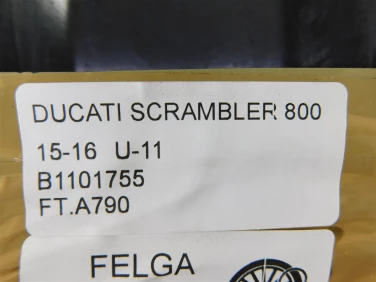 DUCATI SCRAMBLER 800
15-16 U-11
B1101755
FT.A790
FELGA